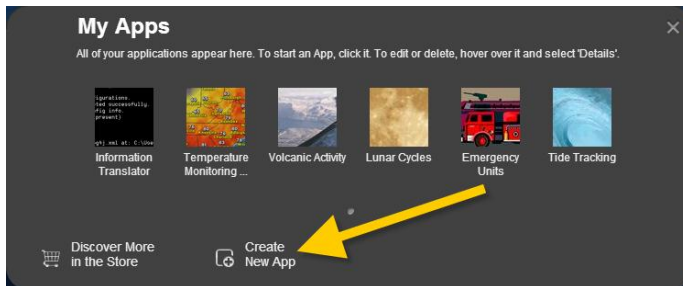 My Apps
All of your applications appear here. To start an App, click it. To edit or delete, hover over it and select 'Details'.
Information
Translator
Temperature
Monitoring ...
Volcanic Activity
Lunar Cycles
Emergency
Units
Tide Tracking
Discover More
in the Store
Create
New App